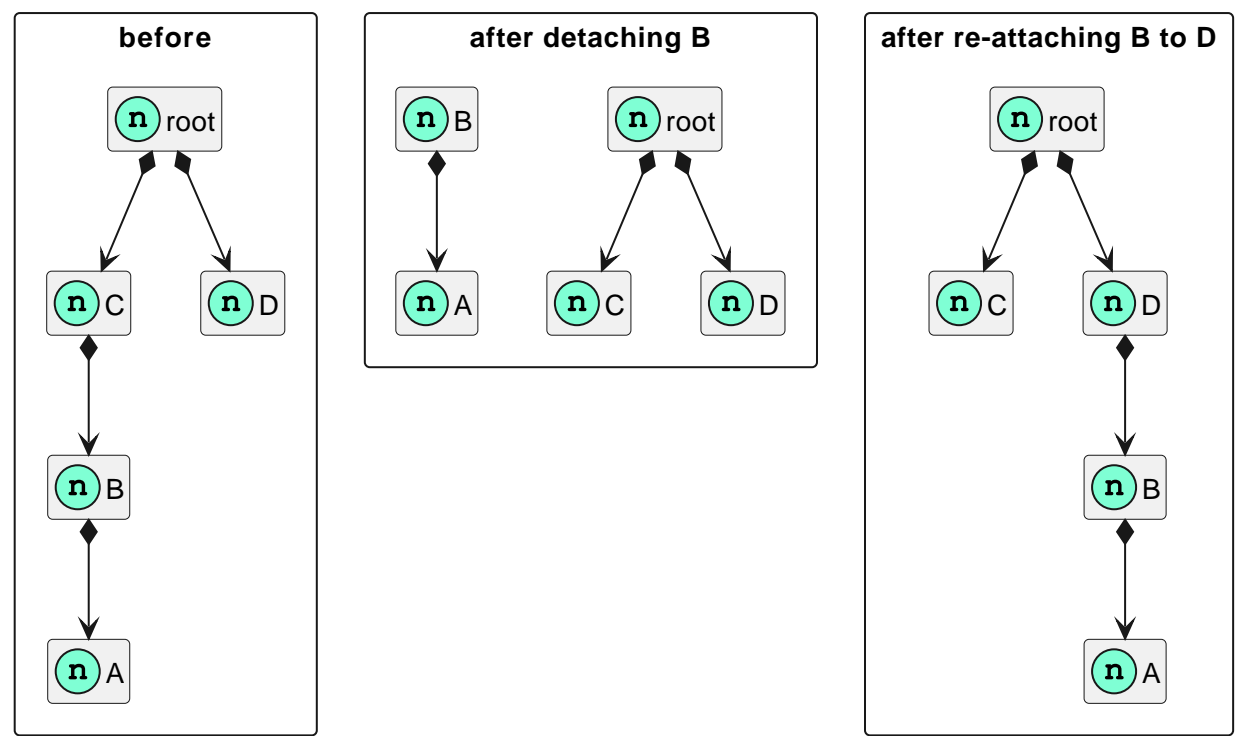 before
n root
n C
n D
n B
n A
after detaching B
n B
n root
n A
n C
n D
after re-attaching B to D
n root
n C
n D
n B
n A